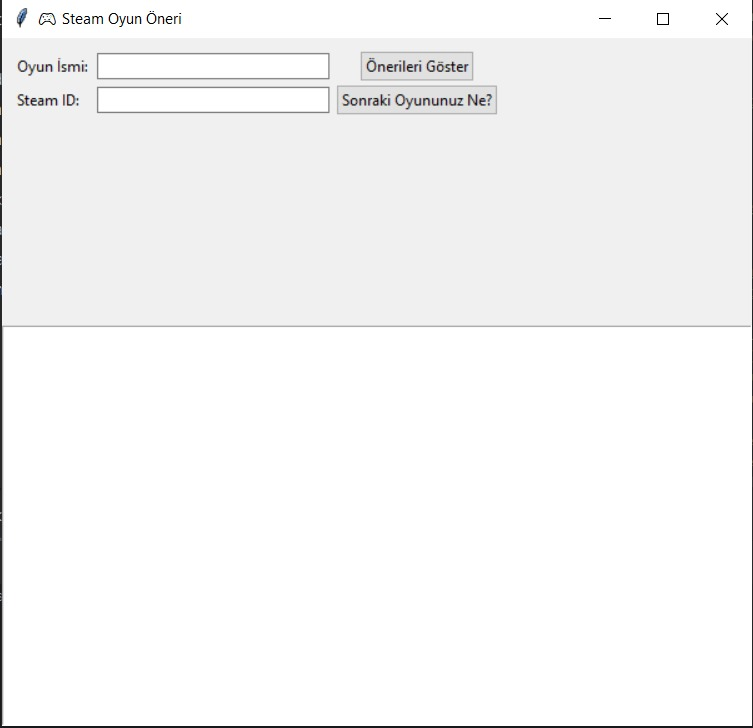 🎮 Steam Oyun Öneri
Oyun İsmi: Önerileri Göster
Steam ID: Sonraki Oyununuz Ne?